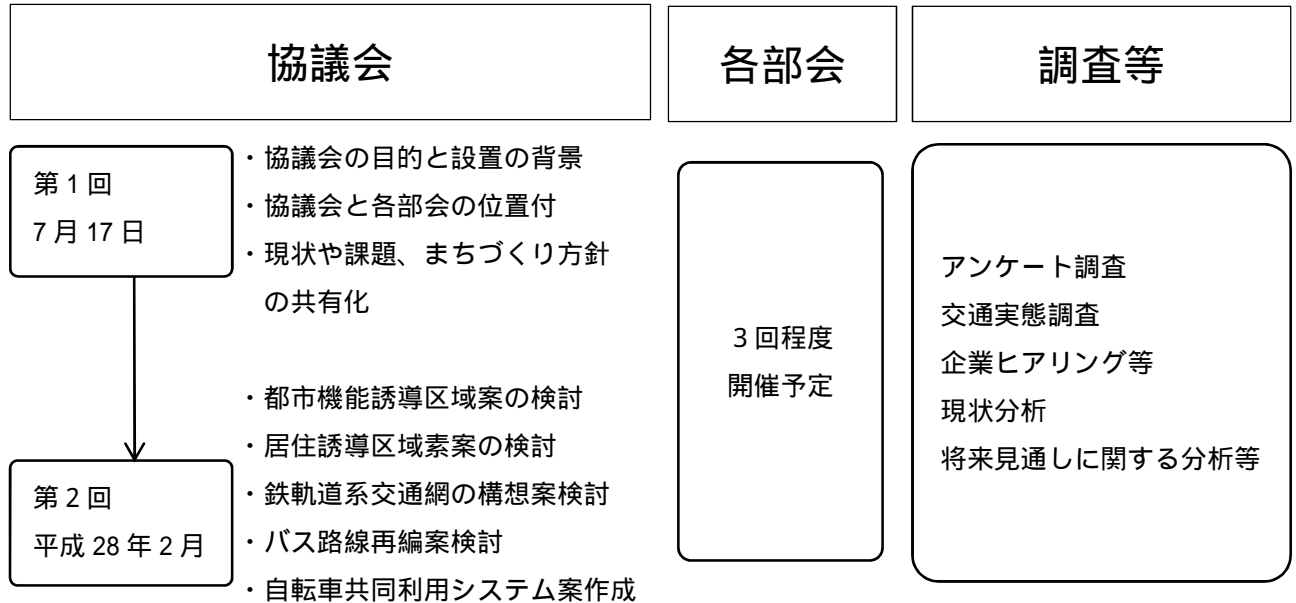 協議会
各部会
調査等
第1回
7月17日
・協議会の目的と設置の背景
・協議会と各部会の位置付
・現状や課題、まちづくり方針
の共有化
・都市機能誘導区域案の検討
・居住誘導区域素案の検討
・鉄軌道系交通網の構想案検討
・バス路線再編案検討
・自転車共同利用システム案作成
第2回
平成28年2月
3回程度
開催予定
アンケート調査
交通実態調査
企業ヒアリング等
現状分析
将来見通しに関する分析等